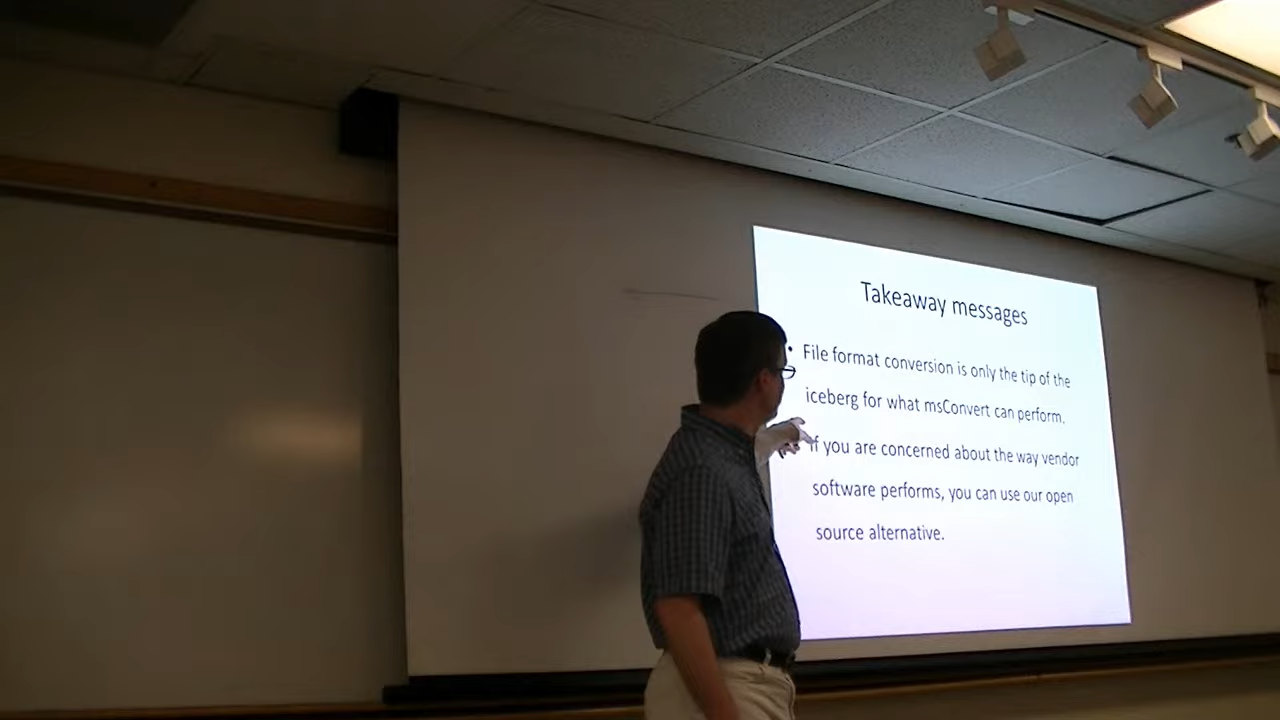 Takeaway messages
• File format conversion is only the tip of the
iceberg for what msConvert can perform.
If you are concerned about the way vendor
software performs, you can use our open
source alternative.